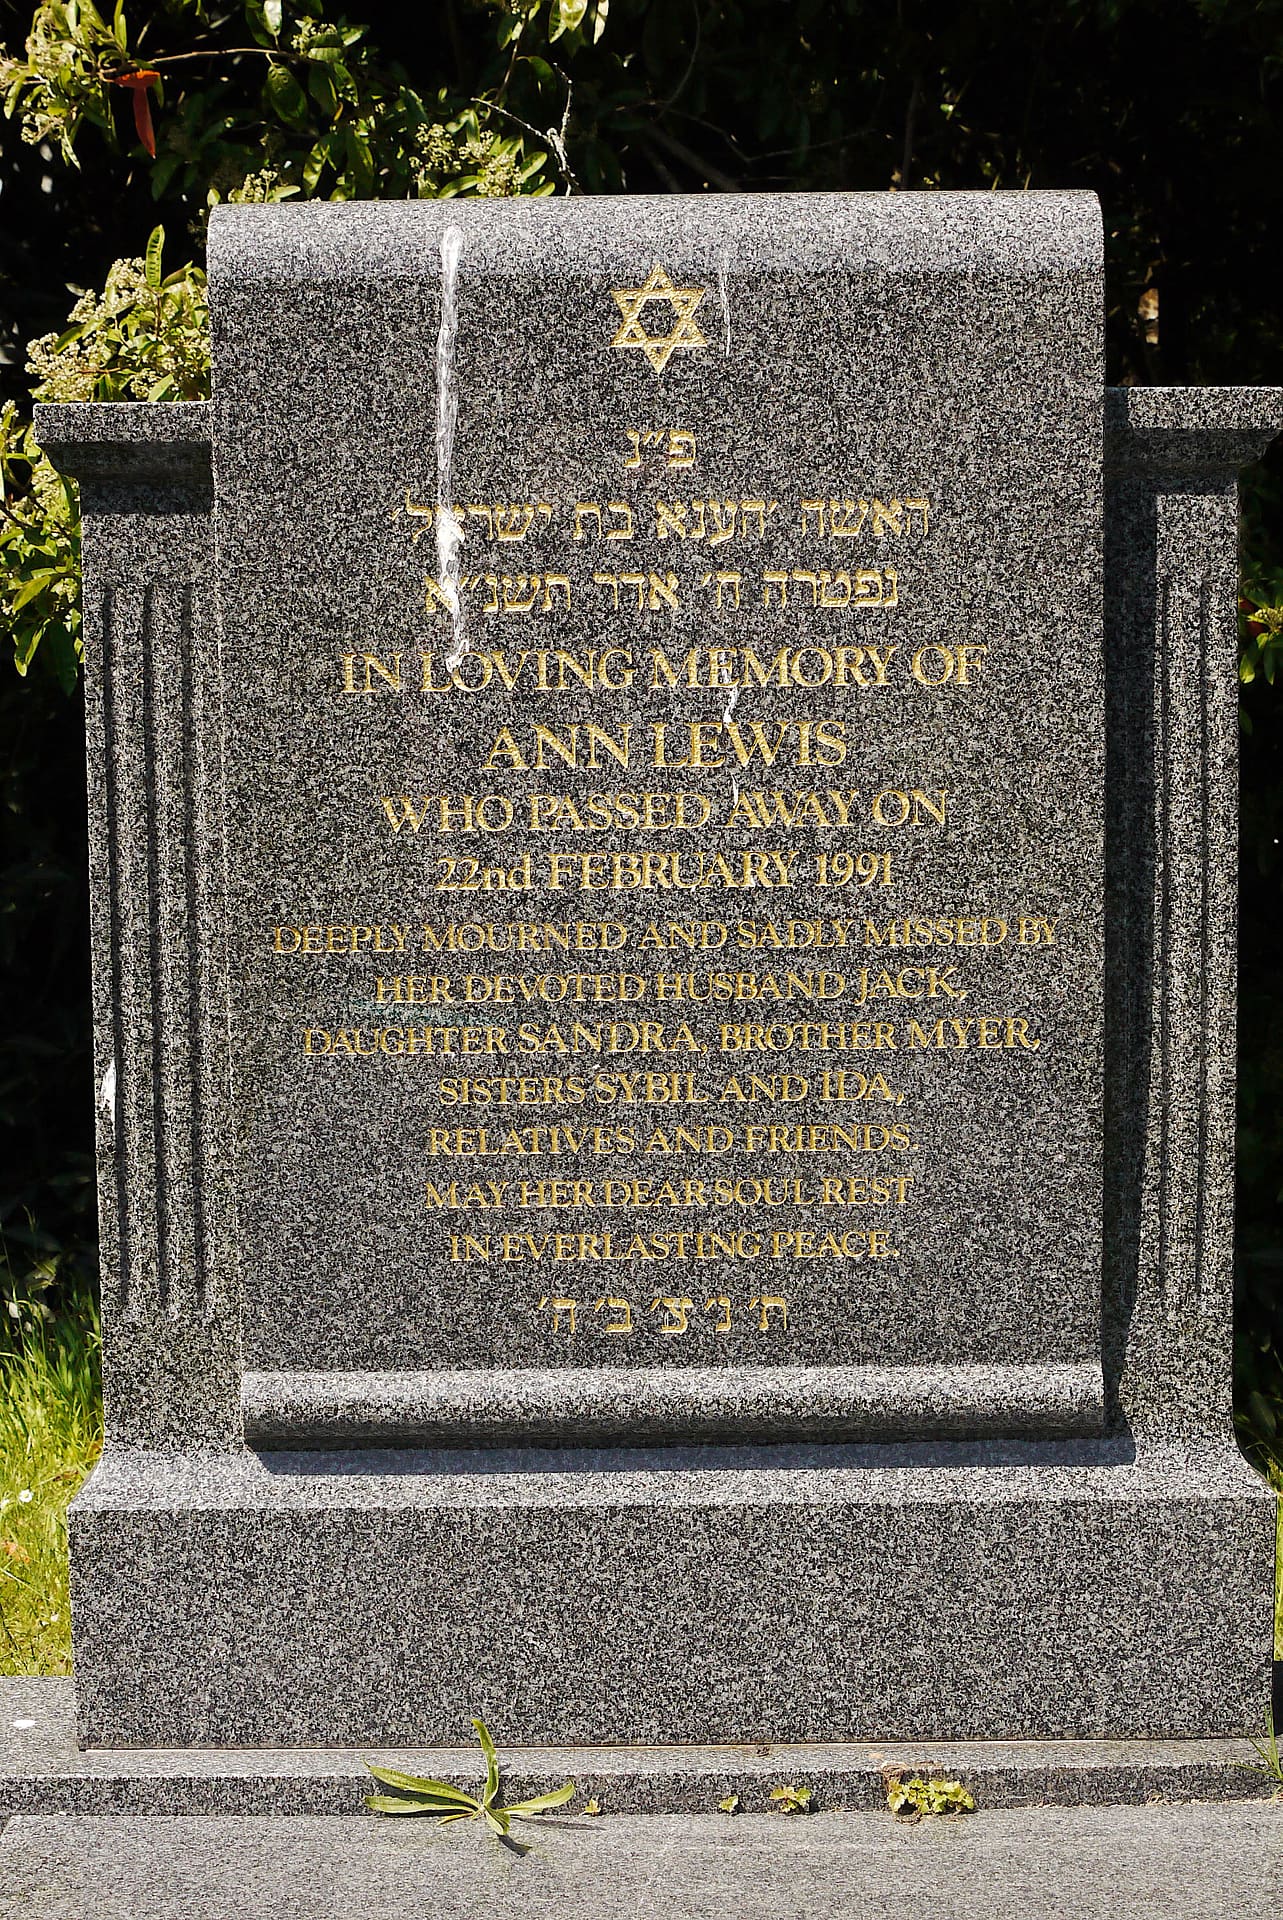 פ״נ
האשה ׳הענא בת ישראל׳
נפטרה ח׳ אדר תשנ״א
IN LOVING MEMORY OF
ANN LEWIS
WHO PASSED AWAY ON
22nd FEBRUARY 1991
DEEPLY MOURNED AND SADLY MISSED BY
HER DEVOTED HUSBAND JACK,
DAUGHTER SANDRA, BROTHER MYER,
SISTERS SYBIL AND IDA,
RELATIVES AND FRIENDS.
MAY HER DEAR SOUL REST
IN EVERLASTING PEACE.
ת׳ נ׳ צ׳ ב׳ ה׳